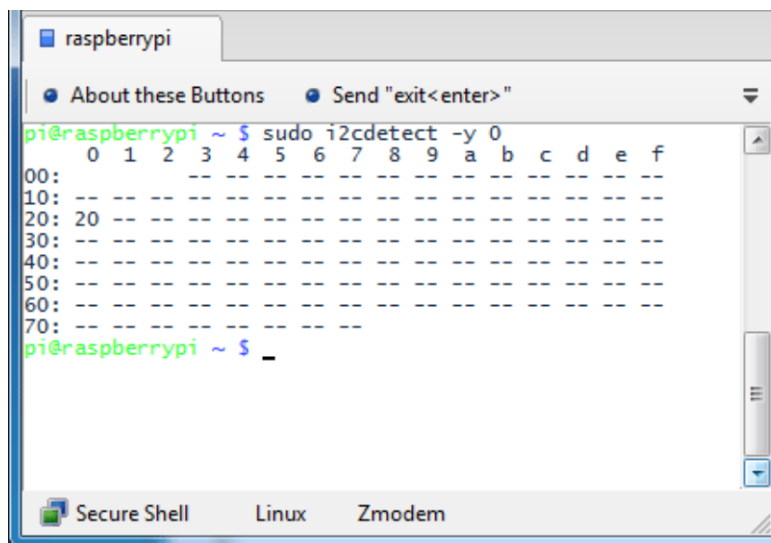 raspberrypi
About these Buttons Send "exit<enter>"
pi@raspberrypi ~ $ sudo i2cdetect -y 0
     0  1  2  3  4  5  6  7  8  9  a  b  c  d  e  f
00:          -- -- -- -- -- -- -- -- -- -- -- -- --
10: -- -- -- -- -- -- -- -- -- -- -- -- -- -- -- --
20: 20 -- -- -- -- -- -- -- -- -- -- -- -- -- -- --
30: -- -- -- -- -- -- -- -- -- -- -- -- -- -- -- --
40: -- -- -- -- -- -- -- -- -- -- -- -- -- -- -- --
50: -- -- -- -- -- -- -- -- -- -- -- -- -- -- -- --
60: -- -- -- -- -- -- -- -- -- -- -- -- -- -- -- --
70: -- -- -- -- -- -- -- --
pi@raspberrypi ~ $ _
Secure Shell Linux Zmodem